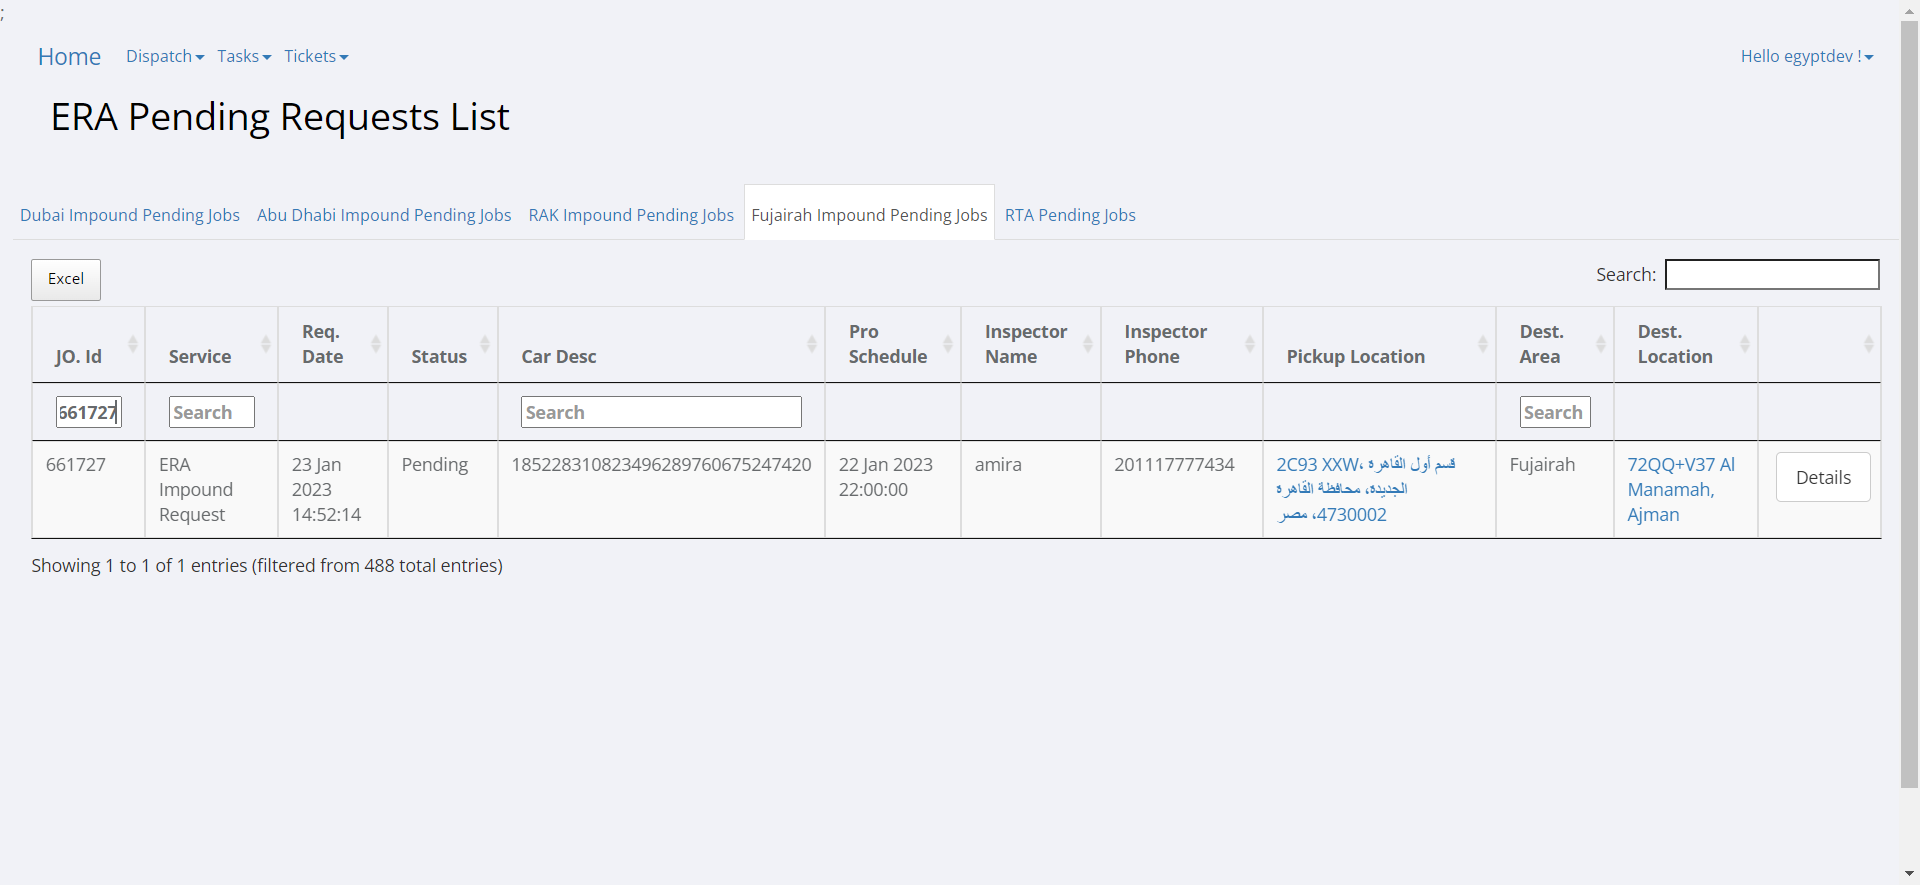 ;
Home Dispatch Tasks Tickets Hello egyptdev !
ERA Pending Requests List
Dubai Impound Pending Jobs Abu Dhabi Impound Pending Jobs RAK Impound Pending Jobs Fujairah Impound Pending Jobs RTA Pending Jobs
Excel Search:
JO. Id Service Req. Date Status Car Desc Pro Schedule Inspector Name Inspector Phone Pickup Location Dest. Area Dest. Location
661727 Search Search Search
661727
ERA
Impound
Request
23 Jan
2023
14:52:14
Pending
185228310823496289760675247420
22 Jan 2023
22:00:00
amira
201117777434
2C93 XXW، قسم أول القاهرة
الجديدة، محافظة القاهرة
4730002، مصر
Fujairah
72QQ+V37 Al
Manamah,
Ajman
Details
Showing 1 to 1 of 1 entries (filtered from 488 total entries)